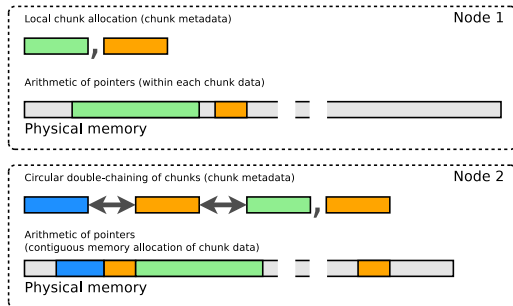 Node 1
Local chunk allocation (chunk metadata)
,
Arithmetic of pointers (within each chunk data)
Physical memory
Node 2
Circular double-chaining of chunks (chunk metadata)
,
Arithmetic of pointers
(contiguous memory allocation of chunk data)
Physical memory